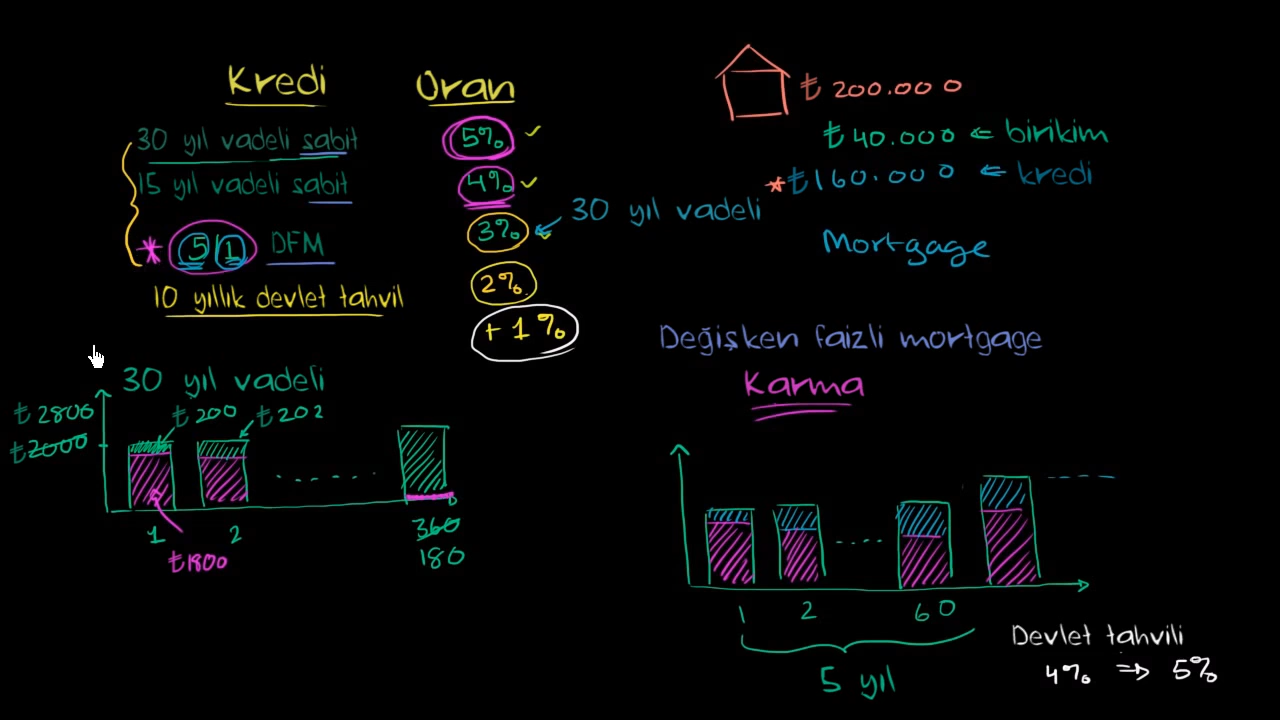 Kredi Oran
30 yıl vadeli sabit 5%
15 yıl vadeli sabit 4%
* 5/1 DFM 3% ← 30 yıl vadeli
10 yıllık devlet tahvil 2%
+ 1%
₺ 200.000
₺ 40.000 ← birikim
* ₺ 160.000 ← kredi
Mortgage
Değişken faizli mortgage
Karma
30 yıl vadeli
₺ 2800
₺ 2000
₺ 200 ₺ 202
......
1 2 360
₺ 1800 180
....
1 2 60
5 yıl
Devlet tahvili
4% ⇒ 5%